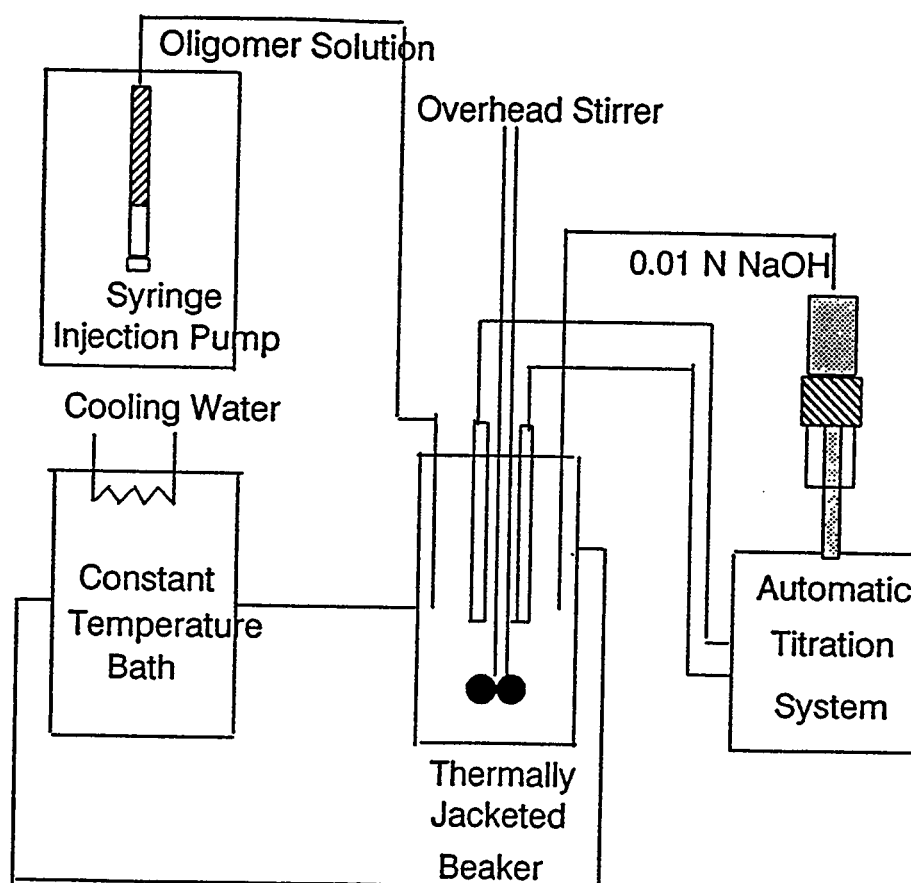 Oligomer Solution
Overhead Stirrer
0.01 N NaOH
Syringe
Injection Pump
Cooling Water
Constant
Temperature
Bath
Automatic
Titration
System
Thermally
Jacketed
Beaker